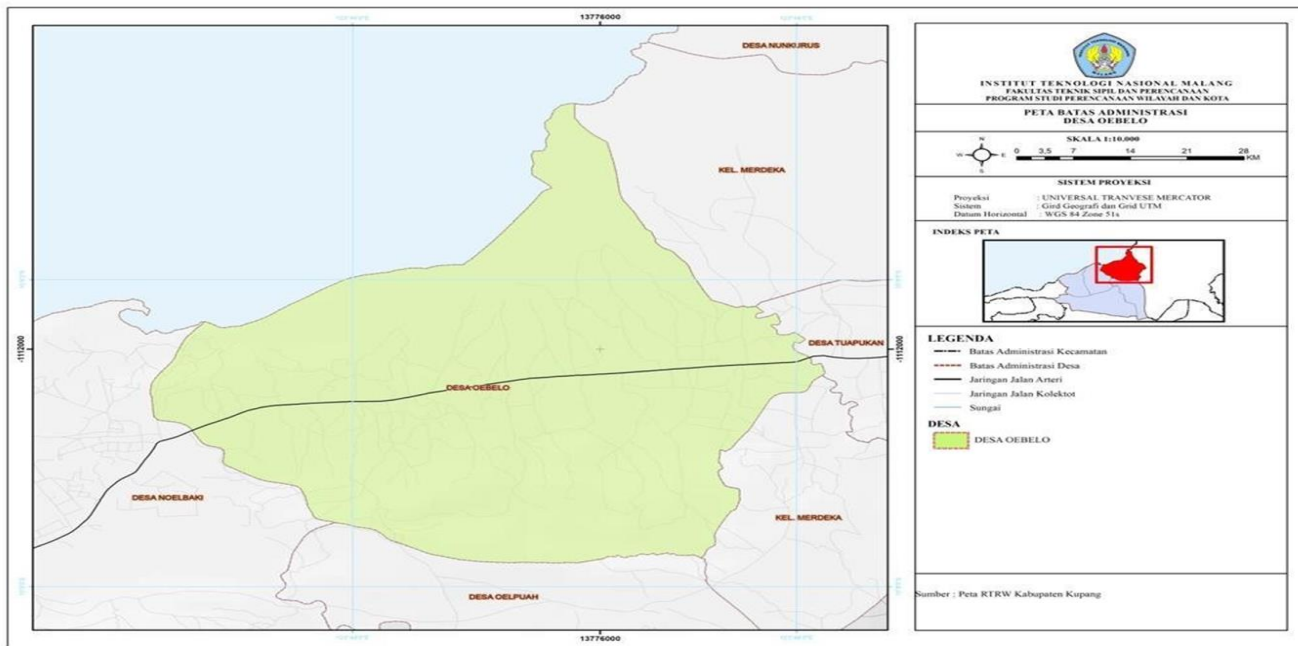 13776000
DESA NUNKURUS
KEL. MERDEKA
-1112000
-1112000
DESA TUAPUKAN
DESA OEBELO
DESA NOELBAKI
KEL. MERDEKA
DESA OELPUAH
13776000
INSTITUT TEKNOLOGI NASIONAL MALANG
FAKULTAS TEKNIK SIPIL DAN PERENCANAAN
PROGRAM STUDI PERENCANAAN WILAYAH DAN KOTA
PETA BATAS ADMINISTRASI
DESA OEBELO
SKALA 1:10.000
N
W E
S
0 3,5 7 14 21 28
KM
SISTEM PROYEKSI
Proyeksi : UNIVERSAL TRANVESE MERCATOR
Sistem : Gird Geografi dan Grid UTM
Datum Horizontal : WGS 84 Zone 51s
INDEKS PETA
LEGENDA
Batas Administrasi Kecamatan
Batas Administrasi Desa
Jaringan Jalan Arteri
Jaringan Jalan Kolektot
Sungai
DESA
DESA OEBELO
Sumber : Peta RTRW Kabupaten Kupang